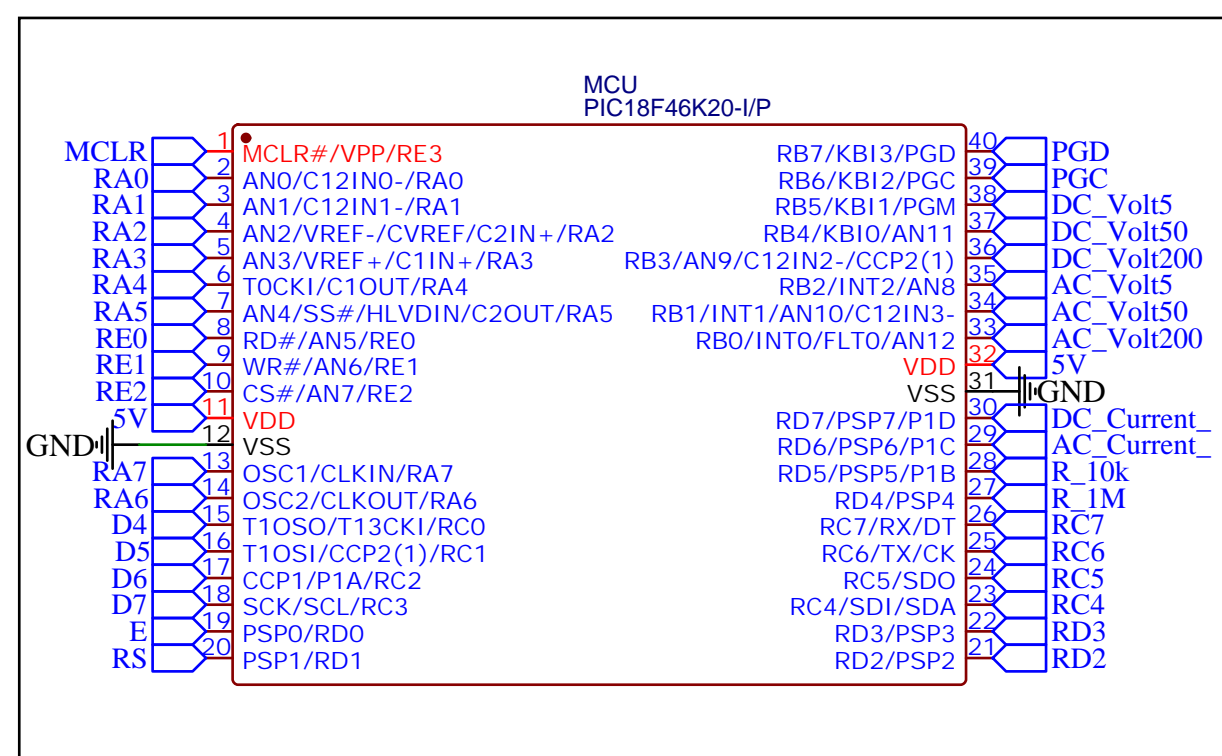 MCU
PIC18F46K20-I/P
MCLR 1 MCLR#/VPP/RE3 RB7/KBI3/PGD 40 PGD
RA0 2 AN0/C12IN0-/RA0 RB6/KBI2/PGC 39 PGC
RA1 3 AN1/C12IN1-/RA1 RB5/KBI1/PGM 38 DC_Volt5
RA2 4 AN2/VREF-/CVREF/C2IN+/RA2 RB4/KBI0/AN11 37 DC_Volt50
RA3 5 AN3/VREF+/C1IN+/RA3 RB3/AN9/C12IN2-/CCP2(1) 36 DC_Volt200
RA4 6 T0CKI/C1OUT/RA4 RB2/INT2/AN8 35 AC_Volt5
RA5 7 AN4/SS#/HLVDIN/C2OUT/RA5 RB1/INT1/AN10/C12IN3- 34 AC_Volt50
RE0 8 RD#/AN5/RE0 RB0/INT0/FLT0/AN12 33 AC_Volt200
RE1 9 WR#/AN6/RE1 VDD 32 5V
RE2 10 CS#/AN7/RE2 VSS 31 GND
5V 11 VDD RD7/PSP7/P1D 30 DC_Current_
GND 12 VSS RD6/PSP6/P1C 29 AC_Current_
RA7 13 OSC1/CLKIN/RA7 RD5/PSP5/P1B 28 R_10k
RA6 14 OSC2/CLKOUT/RA6 RD4/PSP4 27 R_1M
D4 15 T1OSO/T13CKI/RC0 RC7/RX/DT 26 RC7
D5 16 T1OSI/CCP2(1)/RC1 RC6/TX/CK 25 RC6
D6 17 CCP1/P1A/RC2 RC5/SDO 24 RC5
D7 18 SCK/SCL/RC3 RC4/SDI/SDA 23 RC4
E 19 PSP0/RD0 RD3/PSP3 22 RD3
RS 20 PSP1/RD1 RD2/PSP2 21 RD2